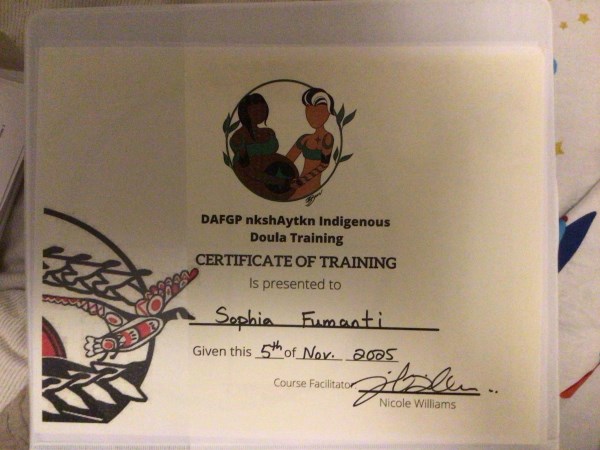 DAFGP nkshAytkn Indigenous
Doula Training
CERTIFICATE OF TRAINING
Is presented to
Sophia Fumanti
Given this 5th of Nov. 2025
Course Facilitator
Nicole Williams